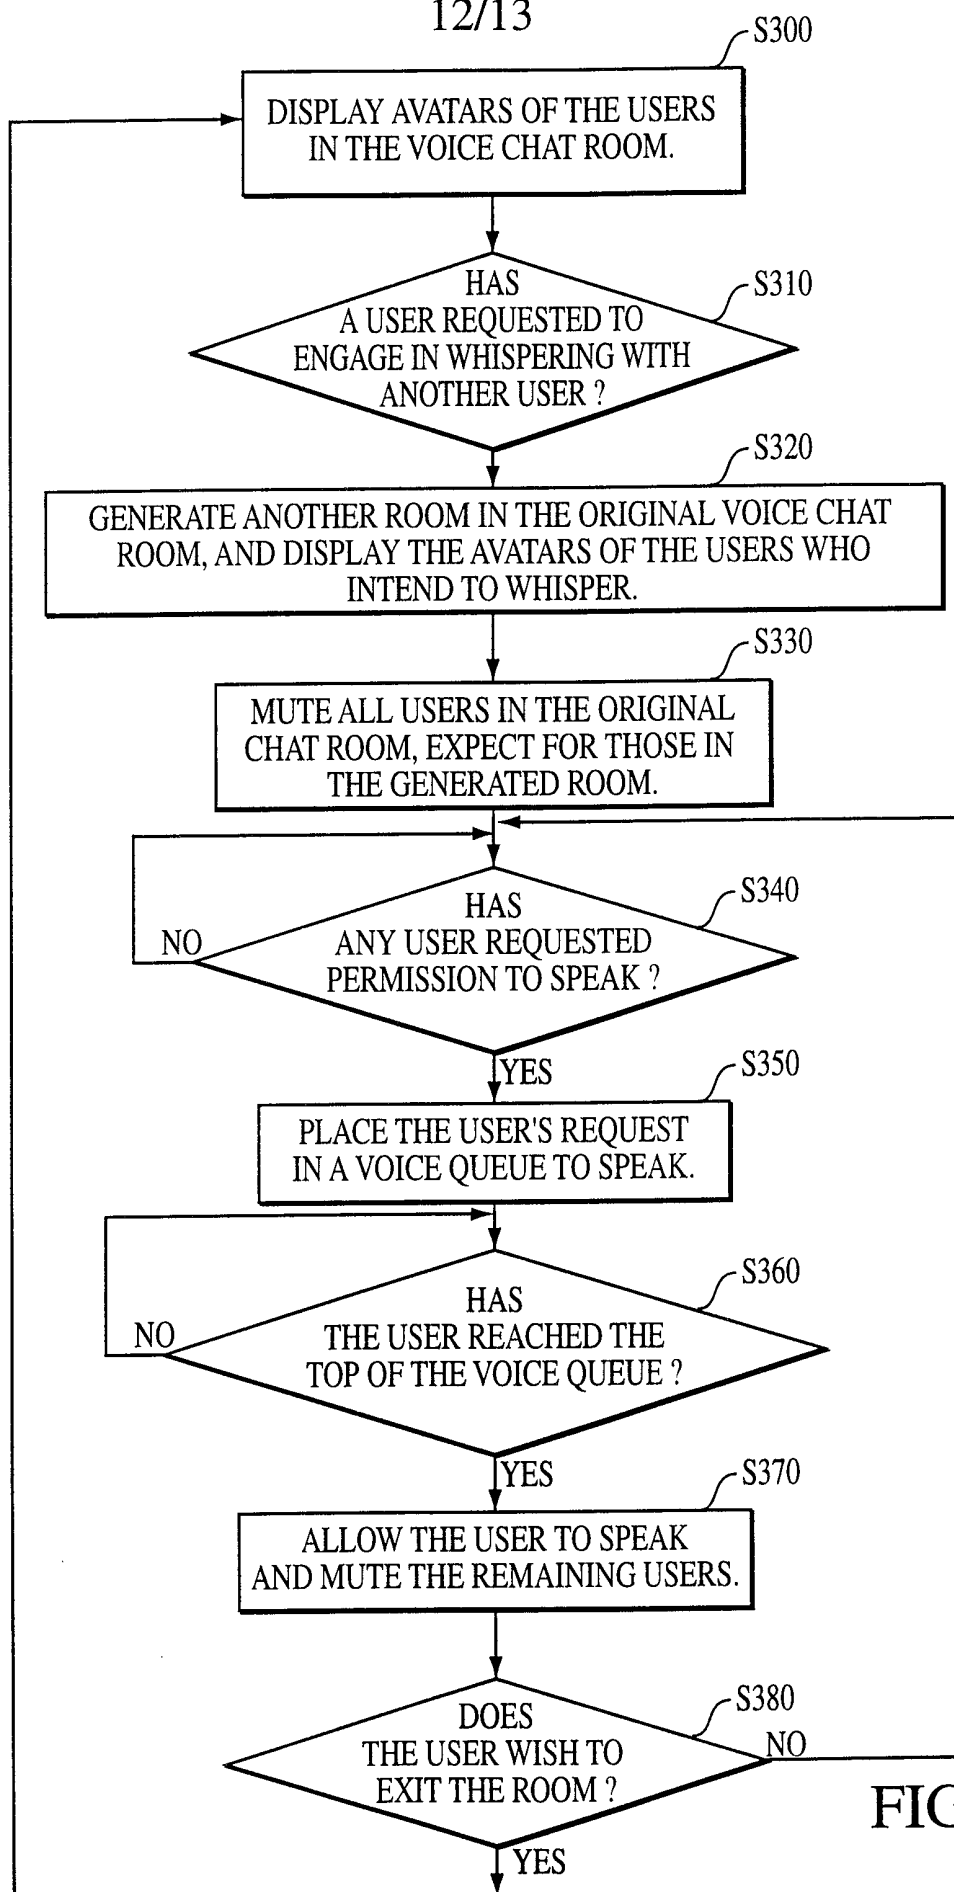 12/13
S300
DISPLAY AVATARS OF THE USERS
IN THE VOICE CHAT ROOM.
S310
HAS
A USER REQUESTED TO
ENGAGE IN WHISPERING WITH
ANOTHER USER ?
S320
GENERATE ANOTHER ROOM IN THE ORIGINAL VOICE CHAT
ROOM, AND DISPLAY THE AVATARS OF THE USERS WHO
INTEND TO WHISPER.
S330
MUTE ALL USERS IN THE ORIGINAL
CHAT ROOM, EXPECT FOR THOSE IN
THE GENERATED ROOM.
S340
HAS
ANY USER REQUESTED
PERMISSION TO SPEAK ?
NO
YES
S350
PLACE THE USER'S REQUEST
IN A VOICE QUEUE TO SPEAK.
S360
HAS
THE USER REACHED THE
TOP OF THE VOICE QUEUE ?
NO
YES
S370
ALLOW THE USER TO SPEAK
AND MUTE THE REMAINING USERS.
S380
DOES
THE USER WISH TO
EXIT THE ROOM ?
NO
FIG
YES